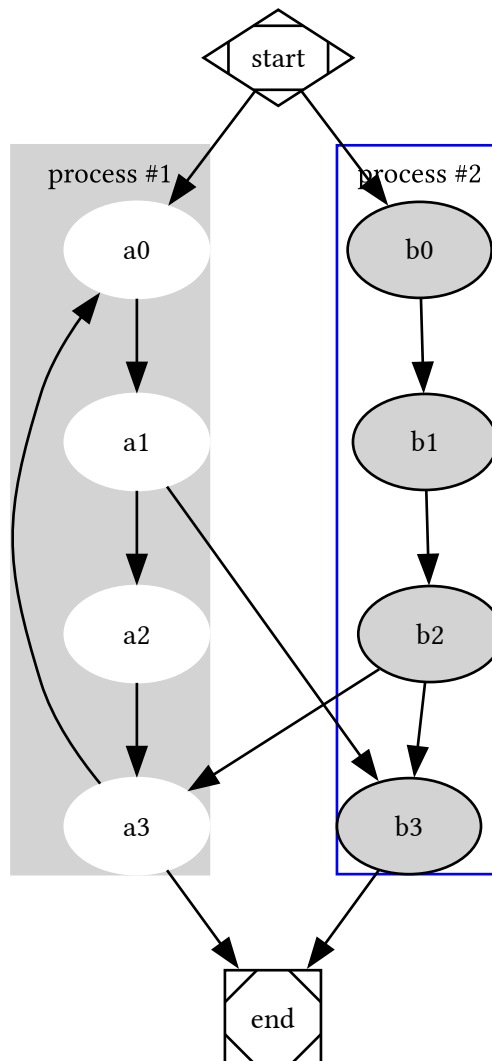 start
process #1
process #2
a0
b0
a1
b1
a2
b2
a3
b3
end